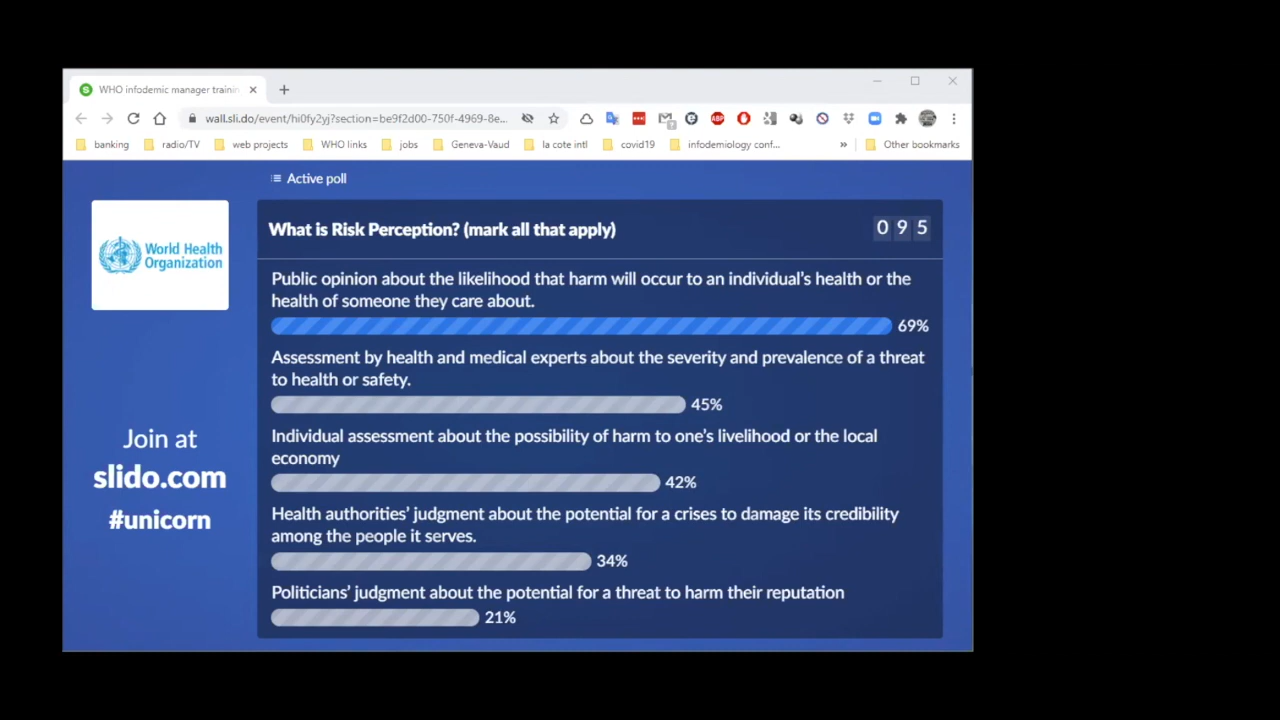 WHO infodemic manager trainin
wall.sli.do/event/hi0fy2yj?section=be9f2d00-750f-4969-8e...
banking radio/TV web projects WHO links jobs Geneva-Vaud la cote intl covid19 infodemiology conf... » Other bookmarks
Active poll
World Health
Organization
What is Risk Perception? (mark all that apply) 095
Public opinion about the likelihood that harm will occur to an individual's health or the
health of someone they care about.
69%
Assessment by health and medical experts about the severity and prevalence of a threat
to health or safety.
45%
Individual assessment about the possibility of harm to one's livelihood or the local
economy
42%
Health authorities' judgment about the potential for a crises to damage its credibility
among the people it serves.
34%
Politicians' judgment about the potential for a threat to harm their reputation
21%
Join at
slido.com
#unicorn